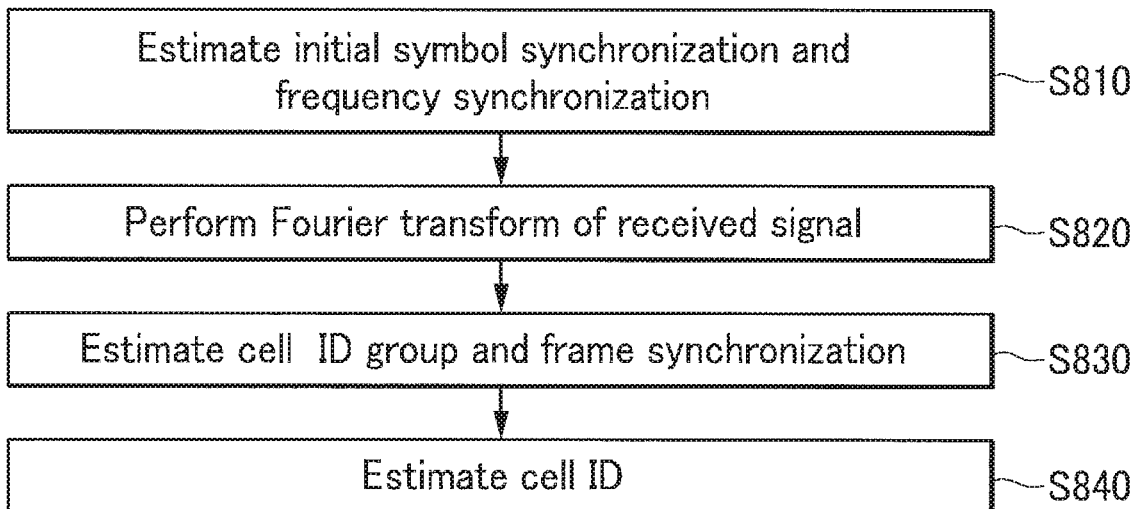 Estimate initial symbol synchronization and
frequency synchronization
S810
Perform Fourier transform of received signal
S820
Estimate cell ID group and frame synchronization
S830
Estimate cell ID
S840